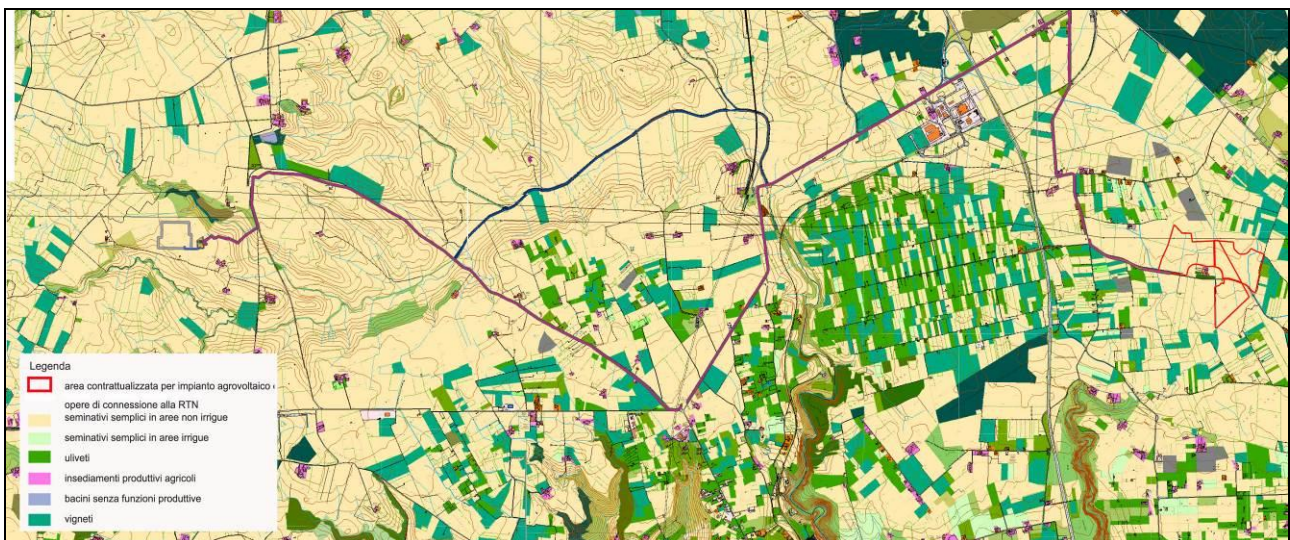 Legenda
area contrattualizzata per impianto agrovoltaico
opere di connessione alla RTN
seminativi semplici in aree non irrigue
seminativi semplici in aree irrigue
uliveti
insediamenti produttivi agricoli
bacini senza funzioni produttive
vigneti